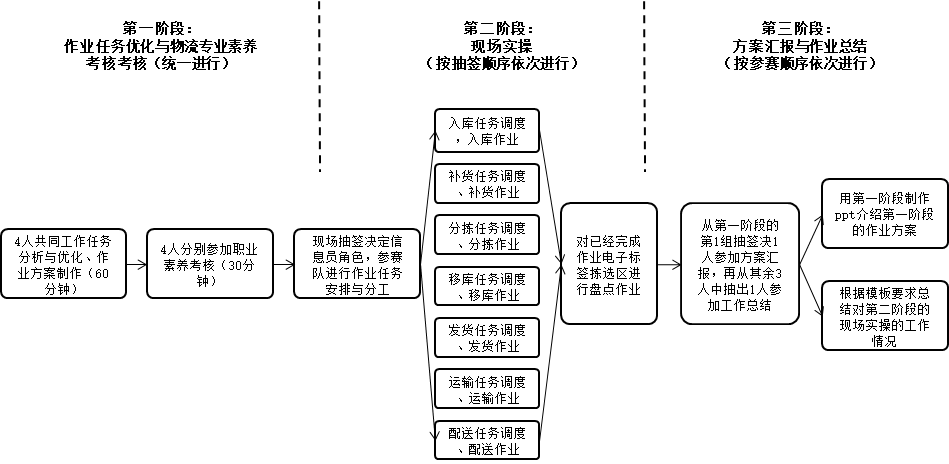 第一阶段：
作业任务优化与物流专业素养
考核考核（统一进行）
第二阶段：
现场实操
（按抽签顺序依次进行）
第三阶段：
方案汇报与作业总结
（按参赛顺序依次进行）
4人共同工作任务
分析与优化、作
业方案制作（60
分钟）
4人分别参加职业
素养考核（30分
钟）
现场抽签决定信
息员角色，参赛
队进行作业任务
安排与分工
入库任务调度
，入库作业
补货任务调度
、补货作业
分拣任务调度
、分拣作业
移库任务调度
、移库作业
发货任务调度
、发货作业
运输任务调度
、运输作业
配送任务调度
、配送作业
对已经完成
作业电子标
签拣选区进
行盘点作业
从第一阶段的
第1组抽签决1
人参加方案汇
报，再从其余3
人中抽出1人参
加工作总结
用第一阶段制作
ppt介绍第一阶段
的作业方案
根据模板要求总
结对第二阶段的
现场实操的工作
情况